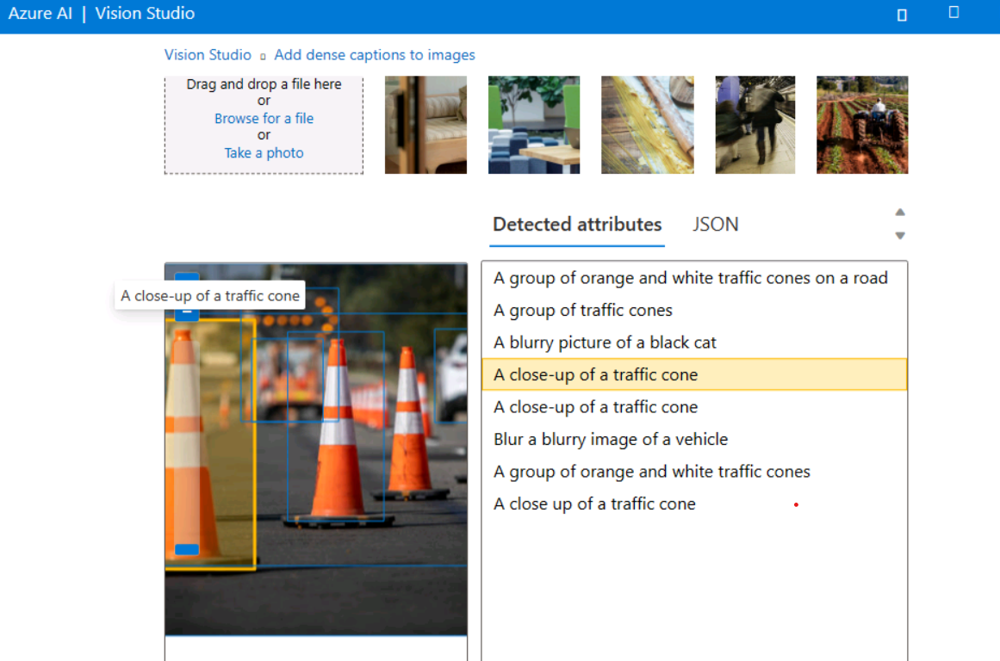 Azure AI | Vision Studio
Vision Studio Add dense captions to images
Drag and drop a file here
or
Browse for a file
or
Take a photo
Detected attributes JSON
A close-up of a traffic cone
A group of orange and white traffic cones on a road
A group of traffic cones
A blurry picture of a black cat
A close-up of a traffic cone
A close-up of a traffic cone
Blur a blurry image of a vehicle
A group of orange and white traffic cones
A close up of a traffic cone